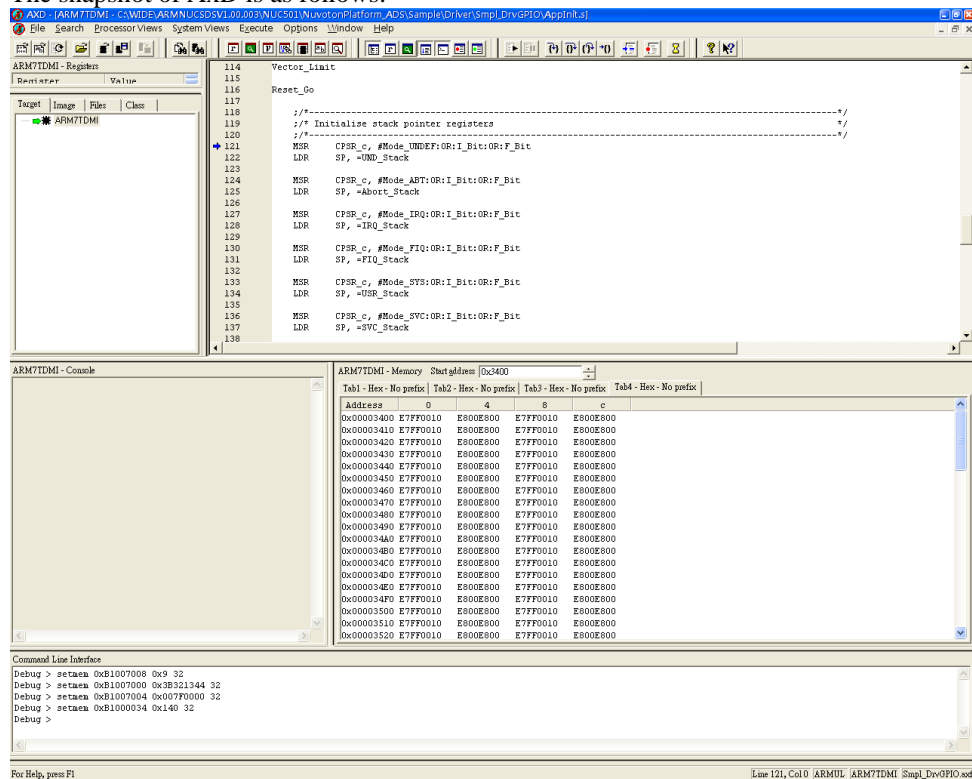 The snapshot of AXD is as follows.
AXD - [ARM7TDMI - C:\WIDE\ARMNUCSDSV1.00.003\NUC501\NuvotonPlatform_ADS\Sample\Driver\Smpl_DrvGPIO\AppInit.s]
File Search Processor Views System Views Execute Options Window Help
ARM7TDMI - Registers
Register Value
Target Image Files Class
ARM7TDMI
114 Vector_Limit
115
116 Reset_Go
117
118 ;/*------------------------------------------------------------------------------------------*/
119 ;/* Initialise stack pointer registers */
120 ;/*------------------------------------------------------------------------------------------*/
121 MSR CPSR_c, #Mode_UNDEF:OR:I_Bit:OR:F_Bit
122 LDR SP, =UND_Stack
123
124 MSR CPSR_c, #Mode_ABT:OR:I_Bit:OR:F_Bit
125 LDR SP, =Abort_Stack
126
127 MSR CPSR_c, #Mode_IRQ:OR:I_Bit:OR:F_Bit
128 LDR SP, =IRQ_Stack
129
130 MSR CPSR_c, #Mode_FIQ:OR:I_Bit:OR:F_Bit
131 LDR SP, =FIQ_Stack
132
133 MSR CPSR_c, #Mode_SYS:OR:I_Bit:OR:F_Bit
134 LDR SP, =USR_Stack
135
136 MSR CPSR_c, #Mode_SVC:OR:I_Bit:OR:F_Bit
137 LDR SP, =SVC_Stack
138
ARM7TDMI - Console
ARM7TDMI - Memory Start address 0x3400
Tab1 - Hex - No prefix Tab2 - Hex - No prefix Tab3 - Hex - No prefix Tab4 - Hex - No prefix
Address 0 4 8 c
0x00003400 E7FF0010 E800E800 E7FF0010 E800E800
0x00003410 E7FF0010 E800E800 E7FF0010 E800E800
0x00003420 E7FF0010 E800E800 E7FF0010 E800E800
0x00003430 E7FF0010 E800E800 E7FF0010 E800E800
0x00003440 E7FF0010 E800E800 E7FF0010 E800E800
0x00003450 E7FF0010 E800E800 E7FF0010 E800E800
0x00003460 E7FF0010 E800E800 E7FF0010 E800E800
0x00003470 E7FF0010 E800E800 E7FF0010 E800E800
0x00003480 E7FF0010 E800E800 E7FF0010 E800E800
0x00003490 E7FF0010 E800E800 E7FF0010 E800E800
0x000034A0 E7FF0010 E800E800 E7FF0010 E800E800
0x000034B0 E7FF0010 E800E800 E7FF0010 E800E800
0x000034C0 E7FF0010 E800E800 E7FF0010 E800E800
0x000034D0 E7FF0010 E800E800 E7FF0010 E800E800
0x000034E0 E7FF0010 E800E800 E7FF0010 E800E800
0x000034F0 E7FF0010 E800E800 E7FF0010 E800E800
0x00003500 E7FF0010 E800E800 E7FF0010 E800E800
0x00003510 E7FF0010 E800E800 E7FF0010 E800E800
0x00003520 E7FF0010 E800E800 E7FF0010 E800E800
Command Line Interface
Debug > setmem 0xB1007008 0x9 32
Debug > setmem 0xB1007000 0x3B321344 32
Debug > setmem 0xB1007004 0x007F0000 32
Debug > setmem 0xB1000034 0x140 32
Debug >
For Help, press F1
Line 121, Col 0 ARMUL ARM7TDMI Smpl_DrvGPIO.axf